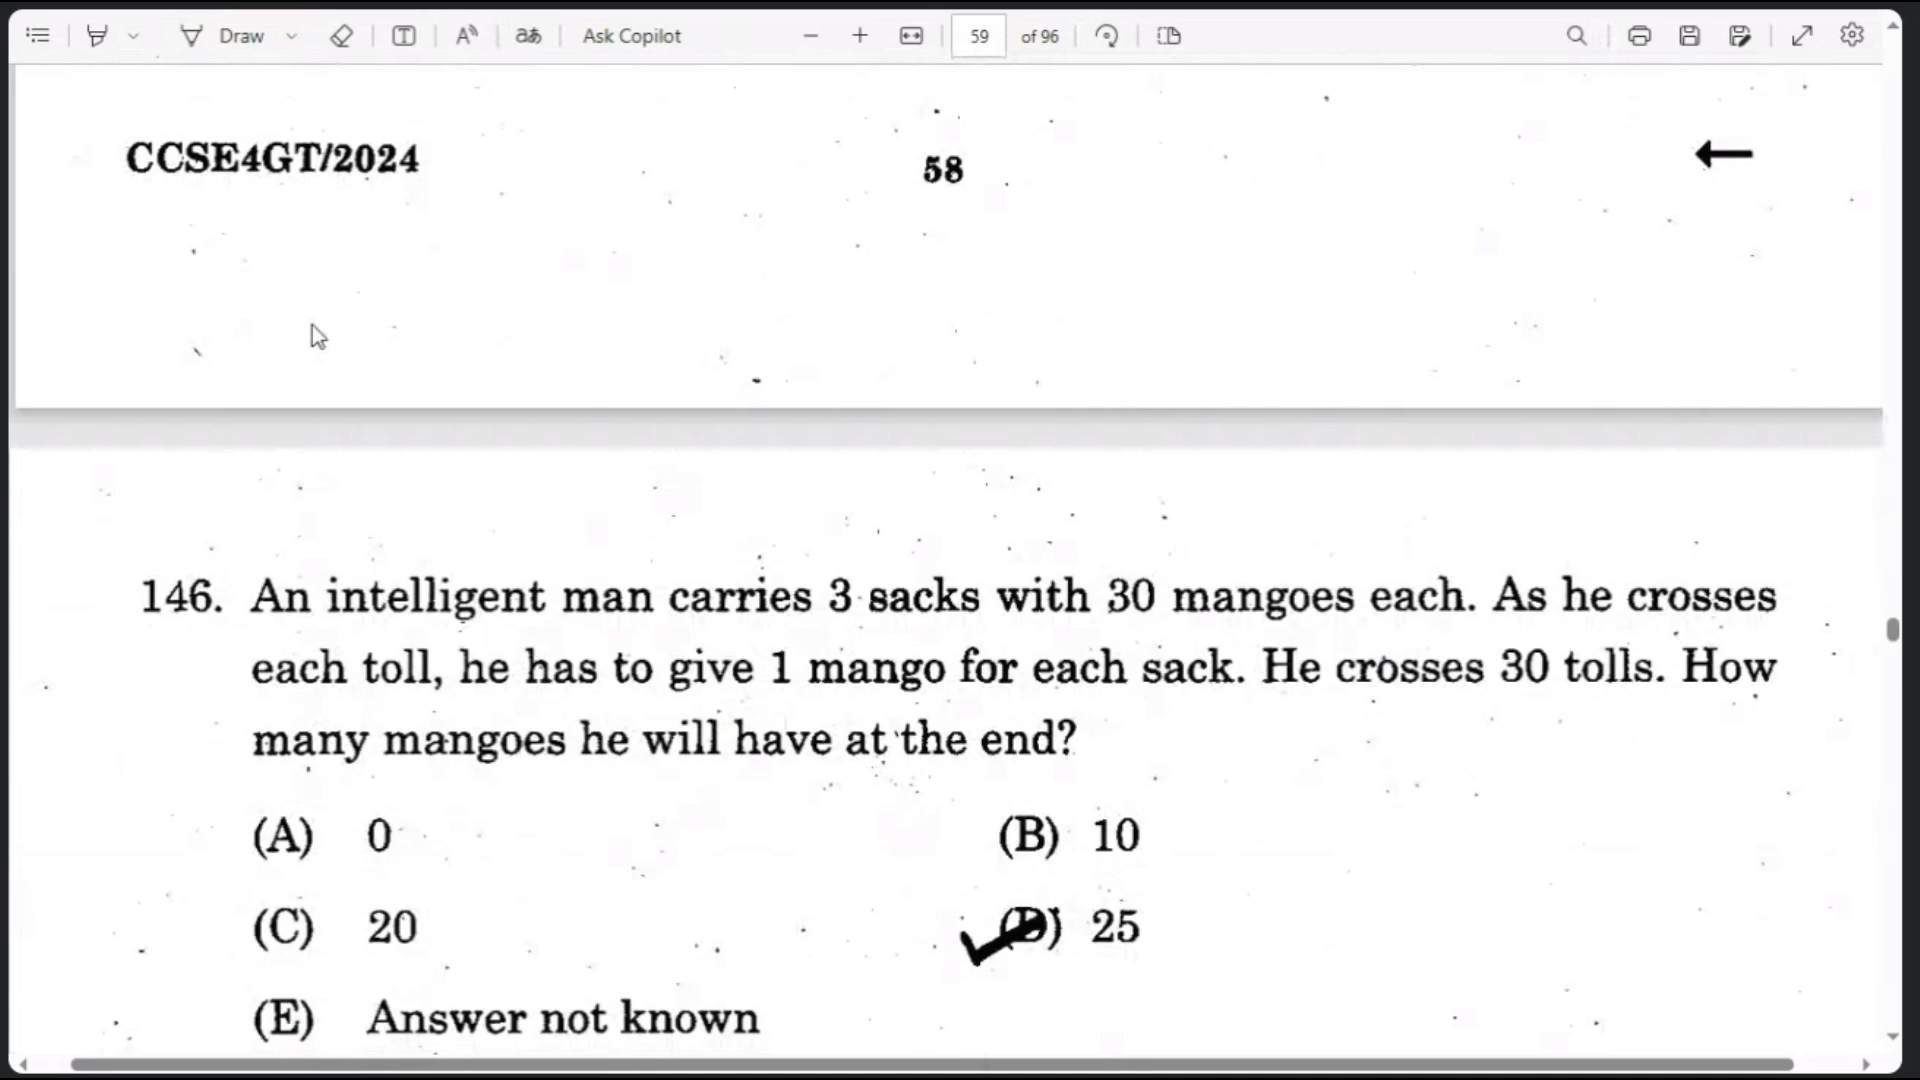 Draw
Ask Copilot
59 of 96
CCSE4GT/2024
58
146. An intelligent man carries 3 sacks with 30 mangoes each. As he crosses
each toll, he has to give 1 mango for each sack. He crosses 30 tolls. How
many mangoes he will have at the end?
(A) 0
(B) 10
(C) 20
(D) 25
(E) Answer not known